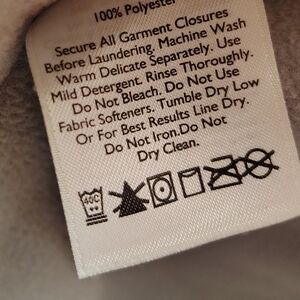 100% Polyester
Secure All Garment Closures
Before Laundering, Machine Wash
Warm Delicate Separately. Use
Mild Detergent. Rinse Thoroughly.
Do Not Bleach. Do Not Use
Fabric Softeners. Tumble Dry Low
Or For Best Results Line Dry.
Do Not Iron.Do Not
Dry Clean.
40C